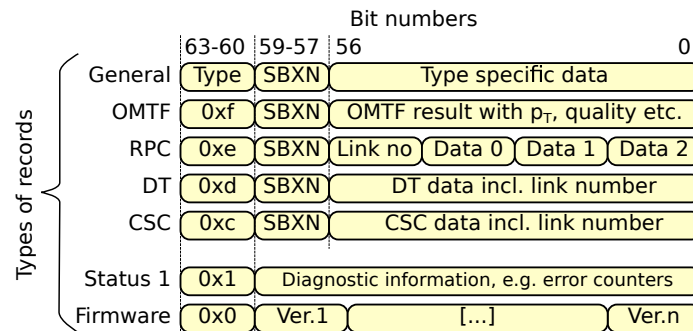 Bit numbers
63-60 59-57 56 0
General Type SBXN Type specific data
OMTF 0xf SBXN OMTF result with pT, quality etc.
RPC 0xe SBXN Link no Data 0 Data 1 Data 2
DT 0xd SBXN DT data incl. link number
CSC 0xc SBXN CSC data incl. link number
Status 1 0x1 Diagnostic information, e.g. error counters
Firmware 0x0 Ver.1 [...] Ver.n
Types of records